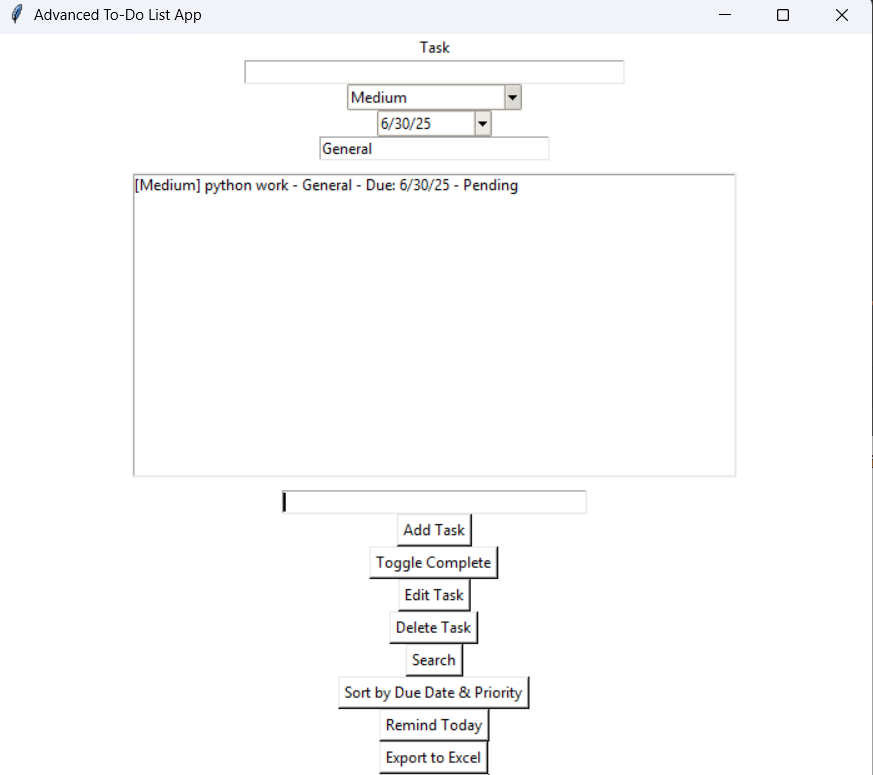 Advanced To-Do List App
Task
Medium
6/30/25
General
[Medium] python work - General - Due: 6/30/25 - Pending
Add Task
Toggle Complete
Edit Task
Delete Task
Search
Sort by Due Date & Priority
Remind Today
Export to Excel